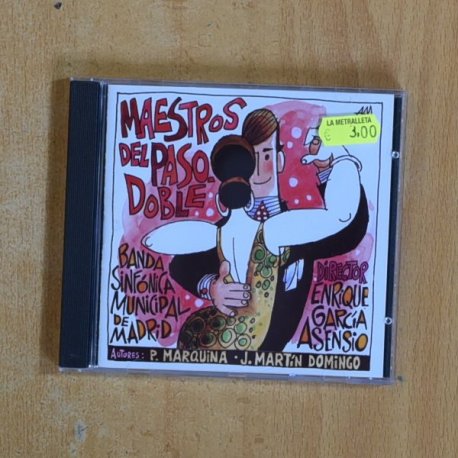 MAESTROS
DEL PASO-
DOBLE
AM
LA METRALLETA
€ 3.00
BANDA
SINFÓNICA
MUNICIPAL
DE
MADRID
DIRECTOR
ENRIQUE
GARCÍA
ASENSIO
AUTORES: P. MARQUINA - J. MARTÍN DOMINGO